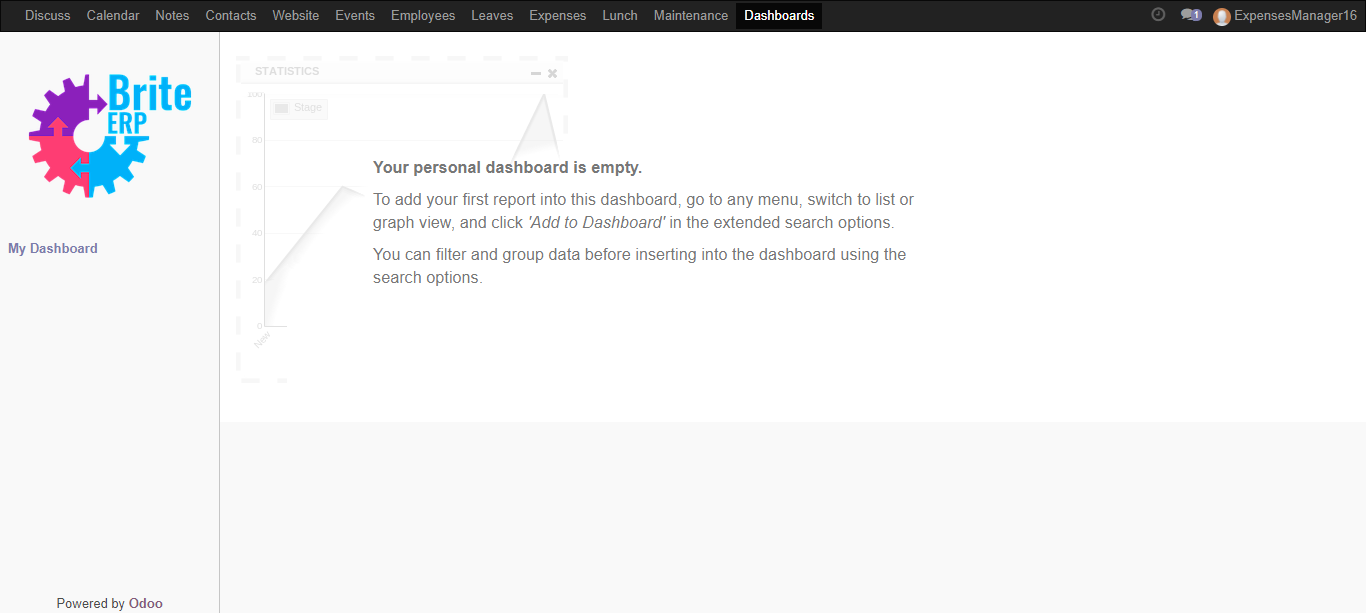 Discuss Calendar Notes Contacts Website Events Employees Leaves Expenses Lunch Maintenance Dashboards 1 ExpensesManager16
Brite
ERP
My Dashboard
STATISTICS
100
Stage
80
60
40
20
0
New
Your personal dashboard is empty.
To add your first report into this dashboard, go to any menu, switch to list or
graph view, and click 'Add to Dashboard' in the extended search options.
You can filter and group data before inserting into the dashboard using the
search options.
Powered by Odoo